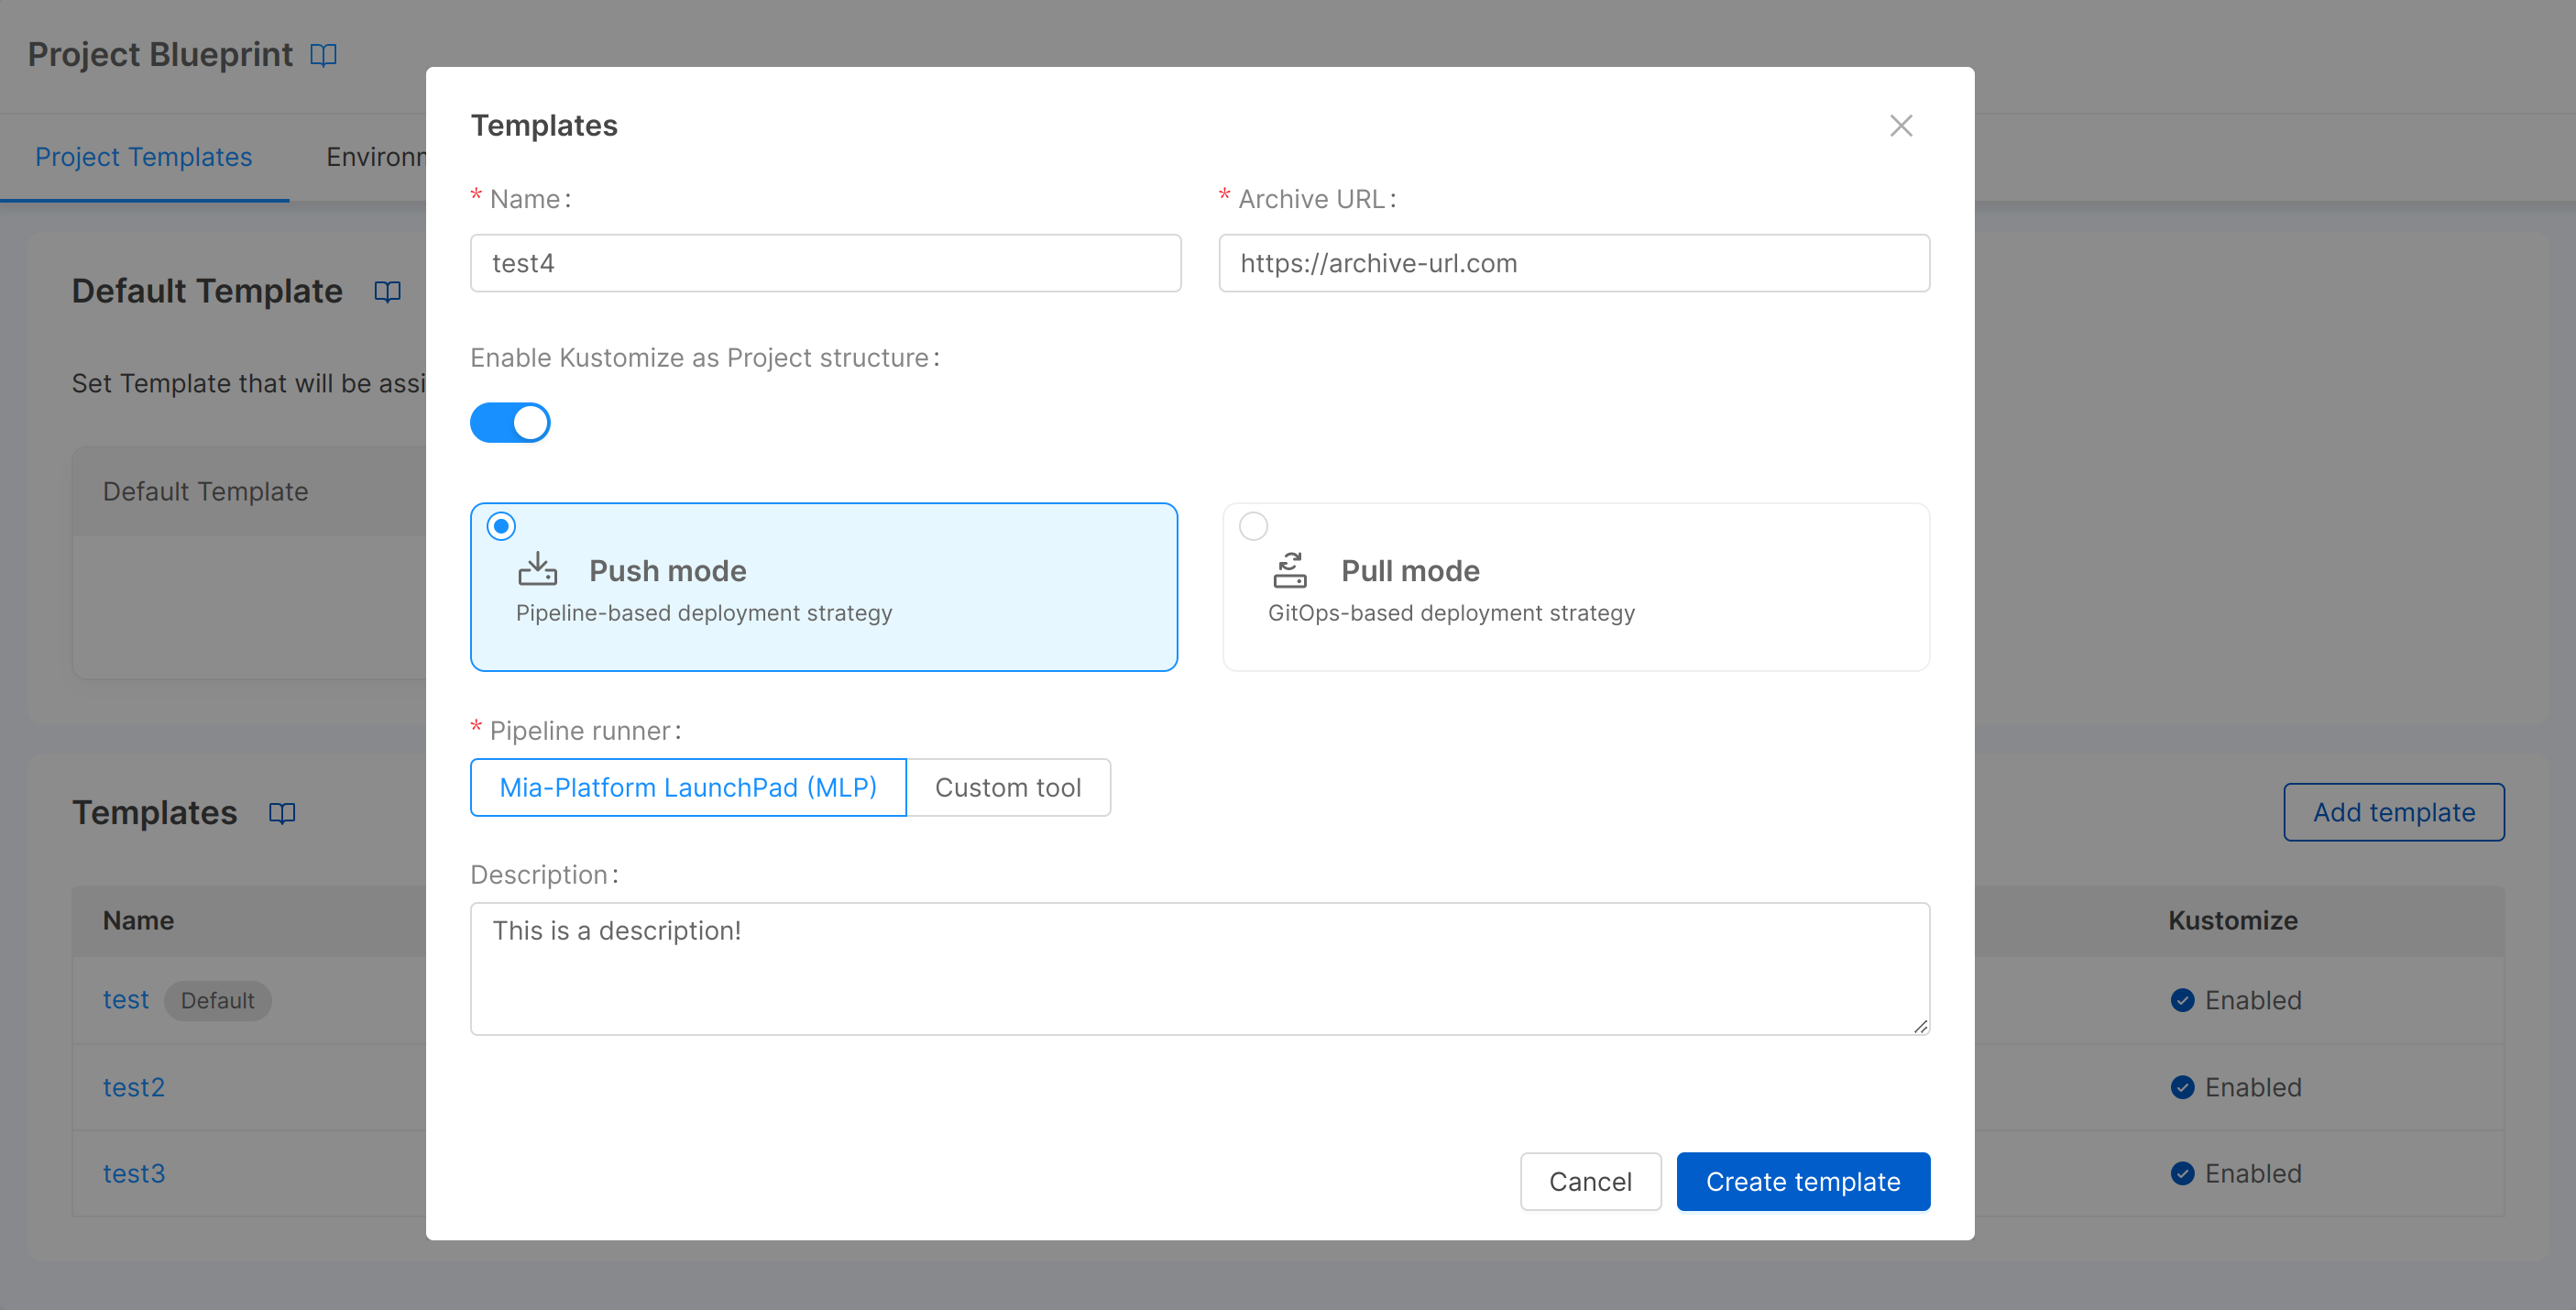 Project Blueprint
Project Templates
Default Template
Set Template that will be
Default Template
Templates
Add template
Name
Kustomize
test Default
Enabled
test2
Enabled
test3
Enabled
Templates
* Name:
* Archive URL:
test4
https://archive-url.com
Enable Kustomize as Project structure:
Push mode
Pipeline-based deployment strategy
Pull mode
GitOps-based deployment strategy
* Pipeline runner:
Mia-Platform LaunchPad (MLP)
Custom tool
Description:
This is a description!
Cancel
Create template